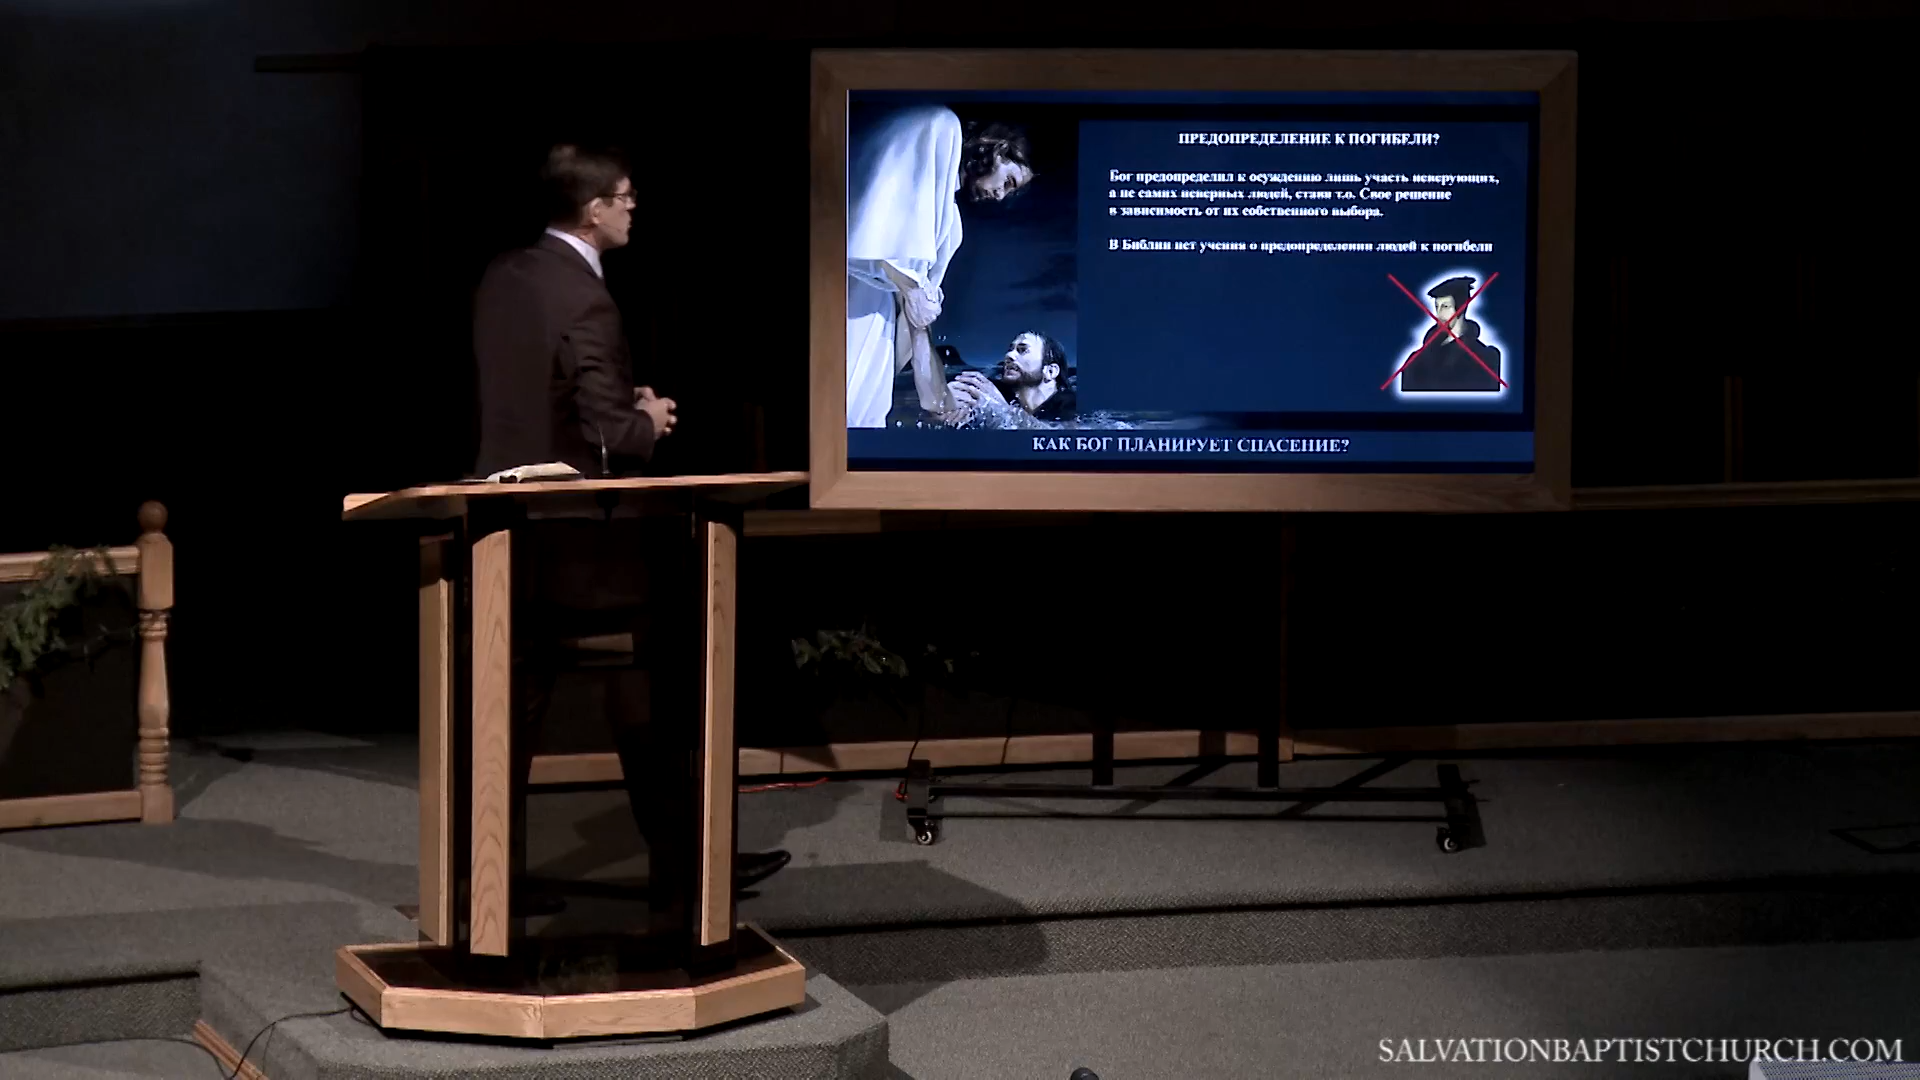 ПРЕДОПРЕДЕЛЕНИЕ К ПОГИБЕЛИ?
Бог предопределил к осуждению лишь участь неверующих,
а не самих неверных людей, ставя т.о. Свое решение
в зависимость от их собственного выбора.
В Библии нет учения о предопределении людей к погибели
КАК БОГ ПЛАНИРУЕТ СПАСЕНИЕ?
SALVATIONBAPTISTCHURCH.COM